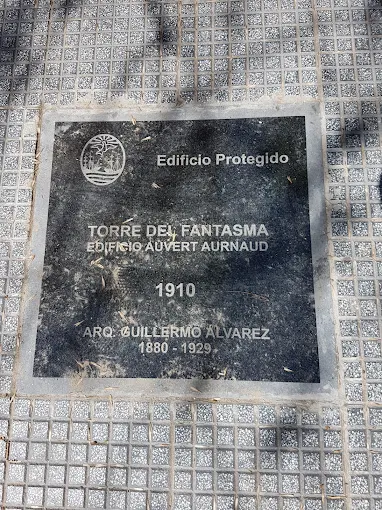 Edificio Protegido
TORRE DEL FANTASMA
EDIFICIO AUVERT AURNAUD
1910
ARQ. GUILLERMO ALVAREZ
1880 - 1929